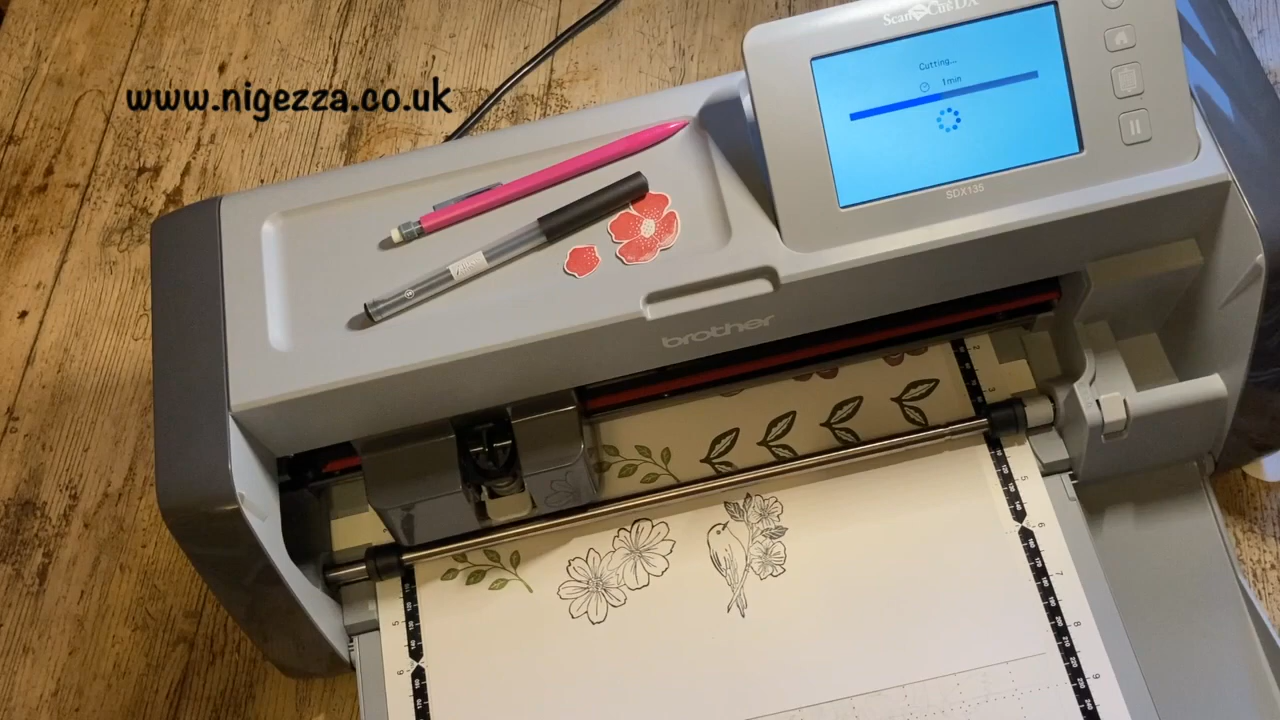 www.nigezza.co.uk
ScanNCut DX
Cutting...
1min
SDX135
brother